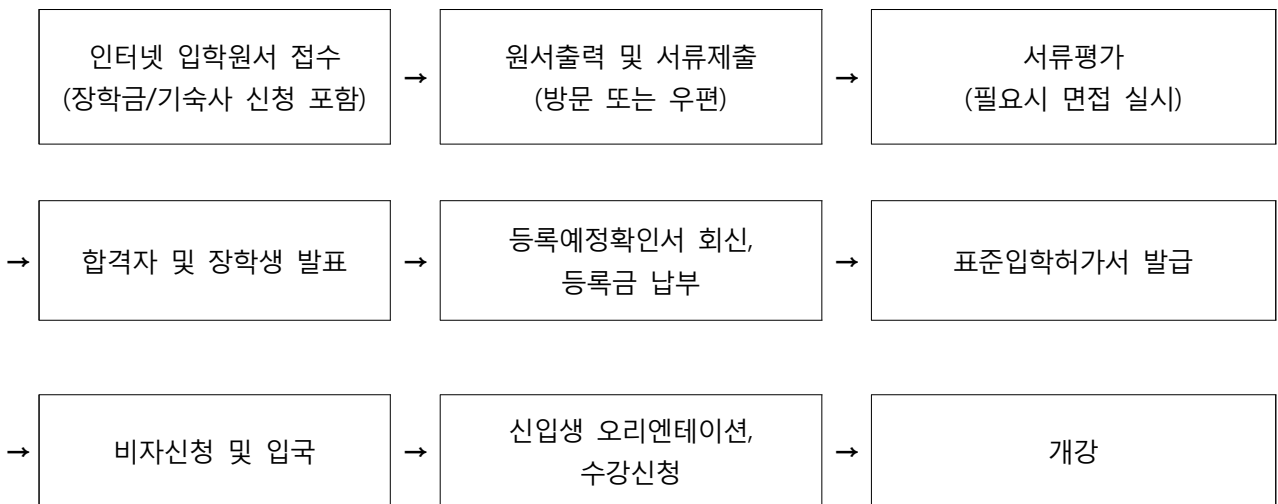 인터넷 입학원서 접수
(장학금/기숙사 신청 포함)
→
원서출력 및 서류제출
(방문 또는 우편)
→
서류평가
(필요시 면접 실시)
→
합격자 및 장학생 발표
→
등록예정확인서 회신,
등록금 납부
→
표준입학허가서 발급
→
비자신청 및 입국
→
신입생 오리엔테이션,
수강신청
→
개강